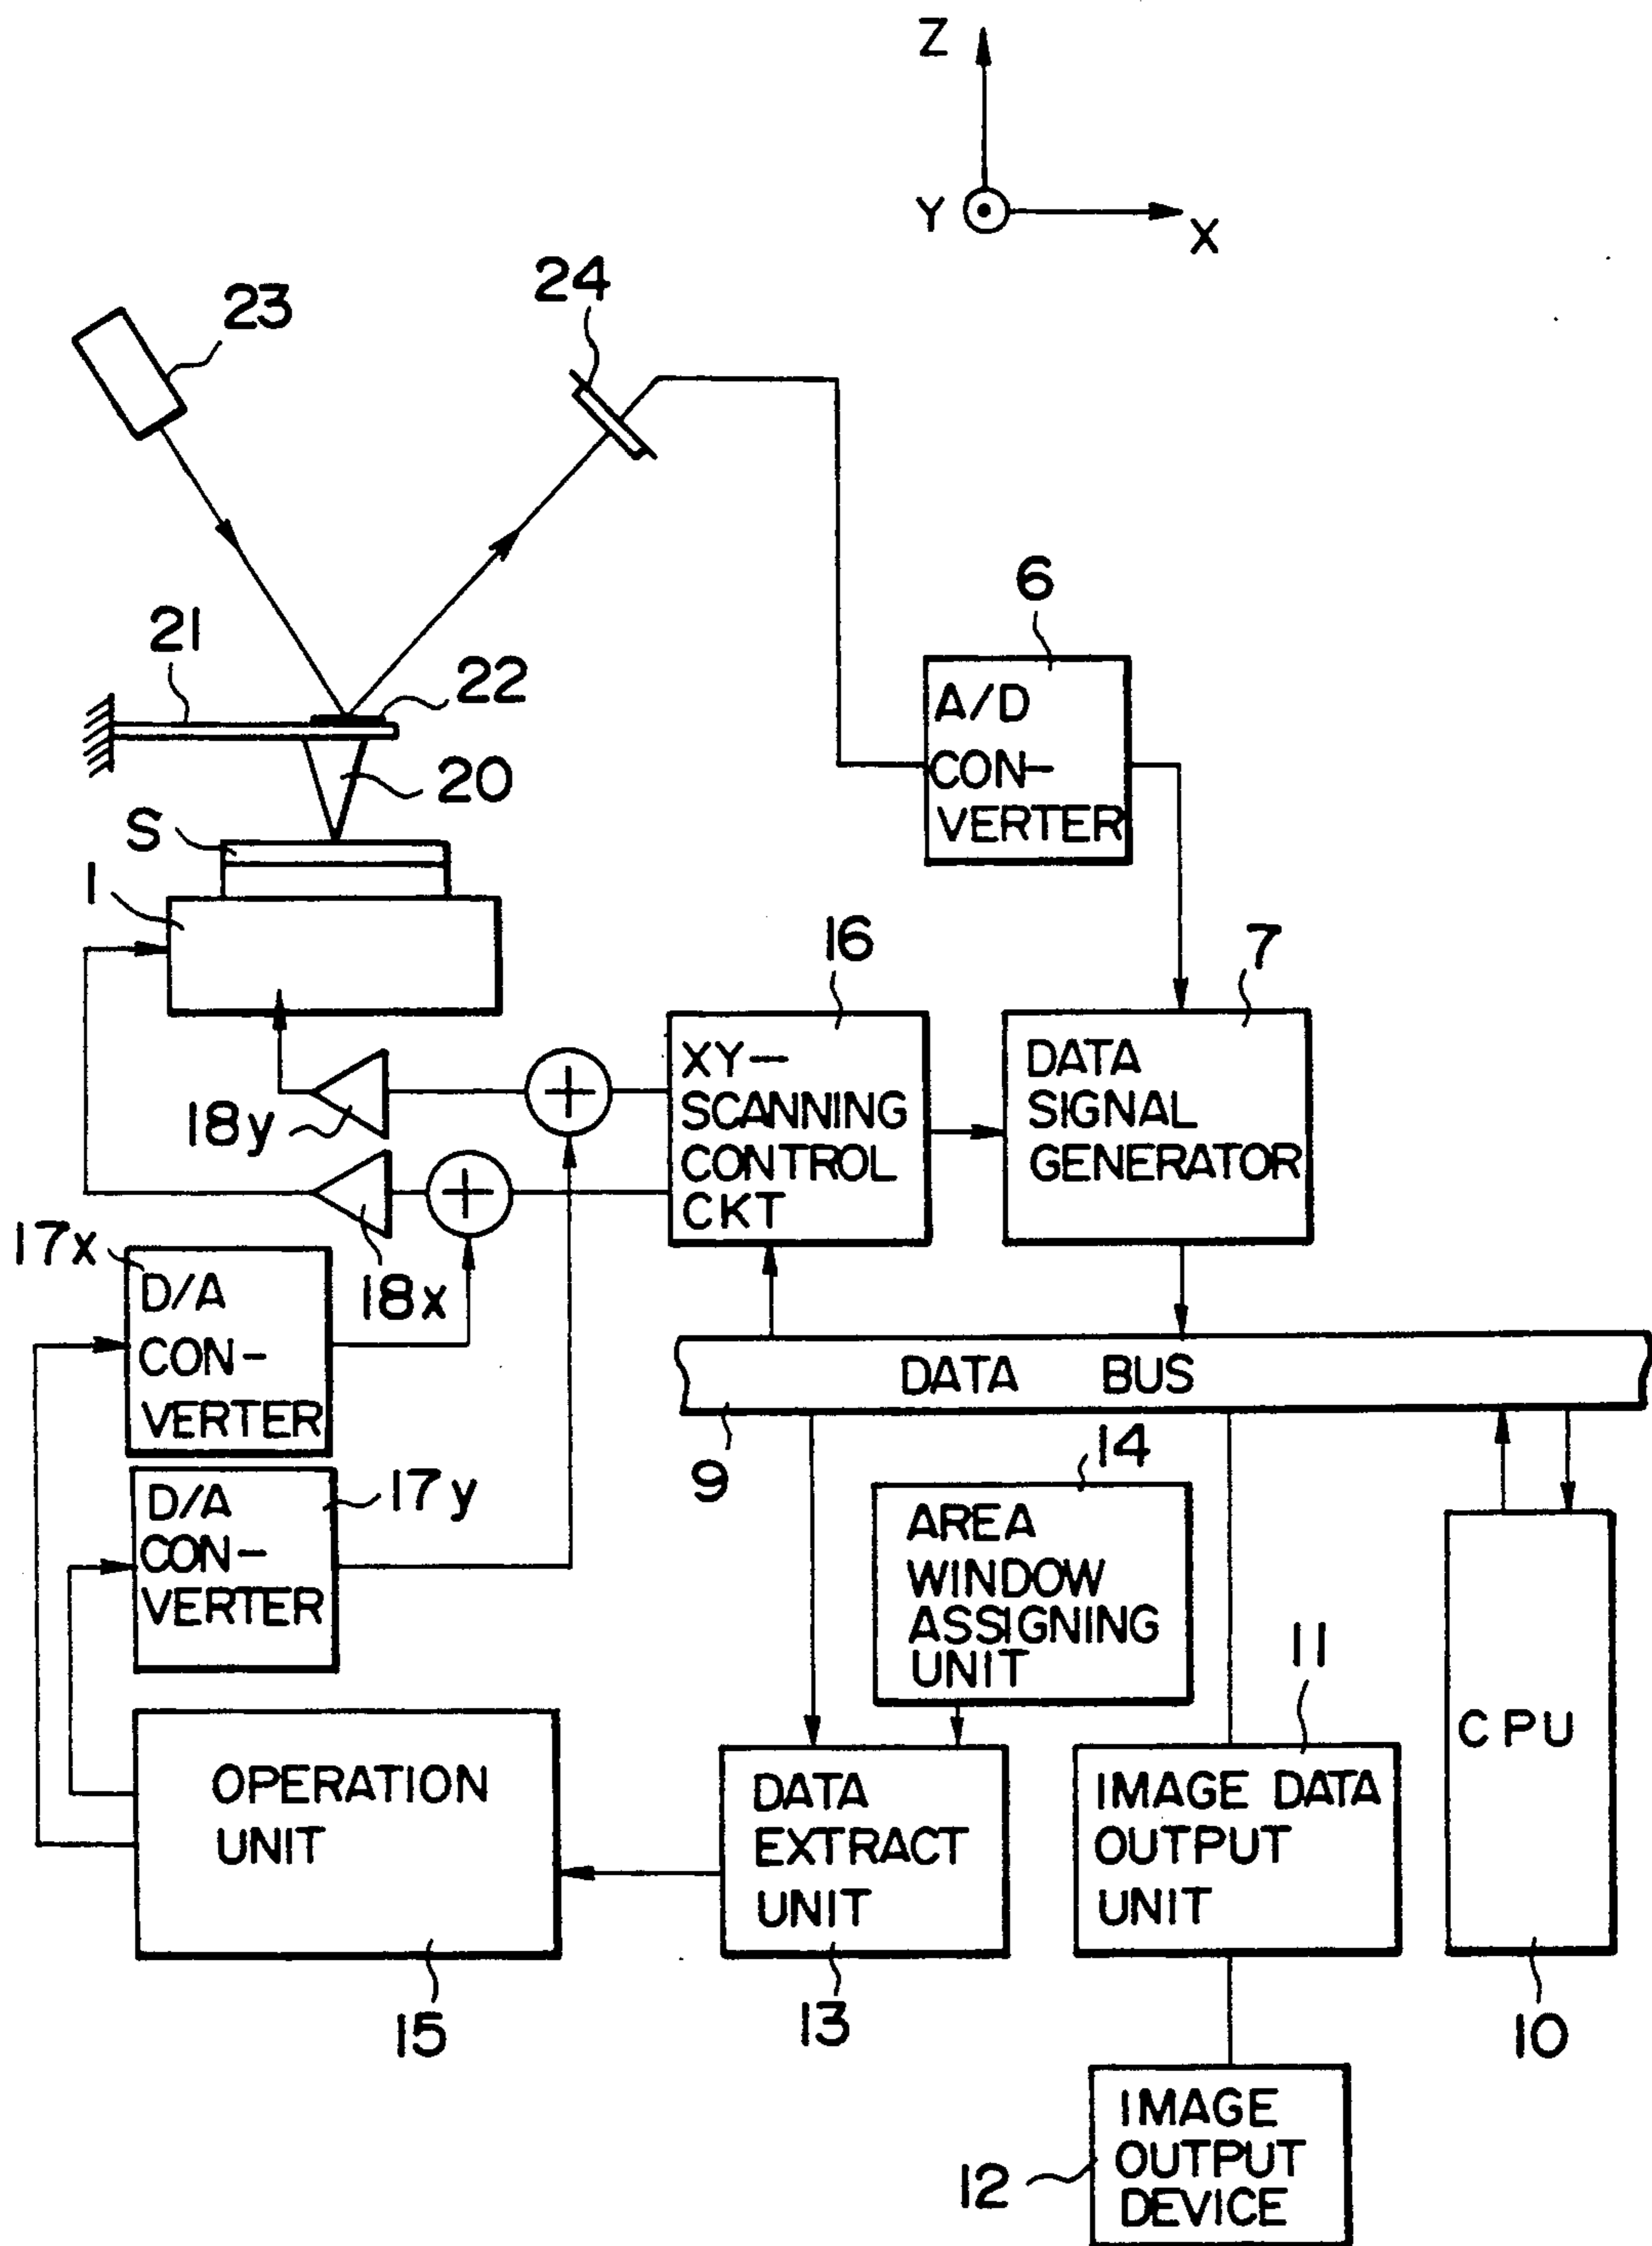 Z
Y
X
23
24
6
21
22
A/D
CON-
VERTER
20
S
1
16
7
XY-
SCANNING
CONTROL
CKT
DATA
SIGNAL
GENERATOR
18y
17x
18x
D/A
CON-
VERTER
DATA BUS
9
14
17y
D/A
CON-
VERTER
AREA
WINDOW
ASSIGNING
UNIT
11
CPU
OPERATION
UNIT
DATA
EXTRACT
UNIT
IMAGE DATA
OUTPUT
UNIT
15
13
10
12
IMAGE
OUTPUT
DEVICE